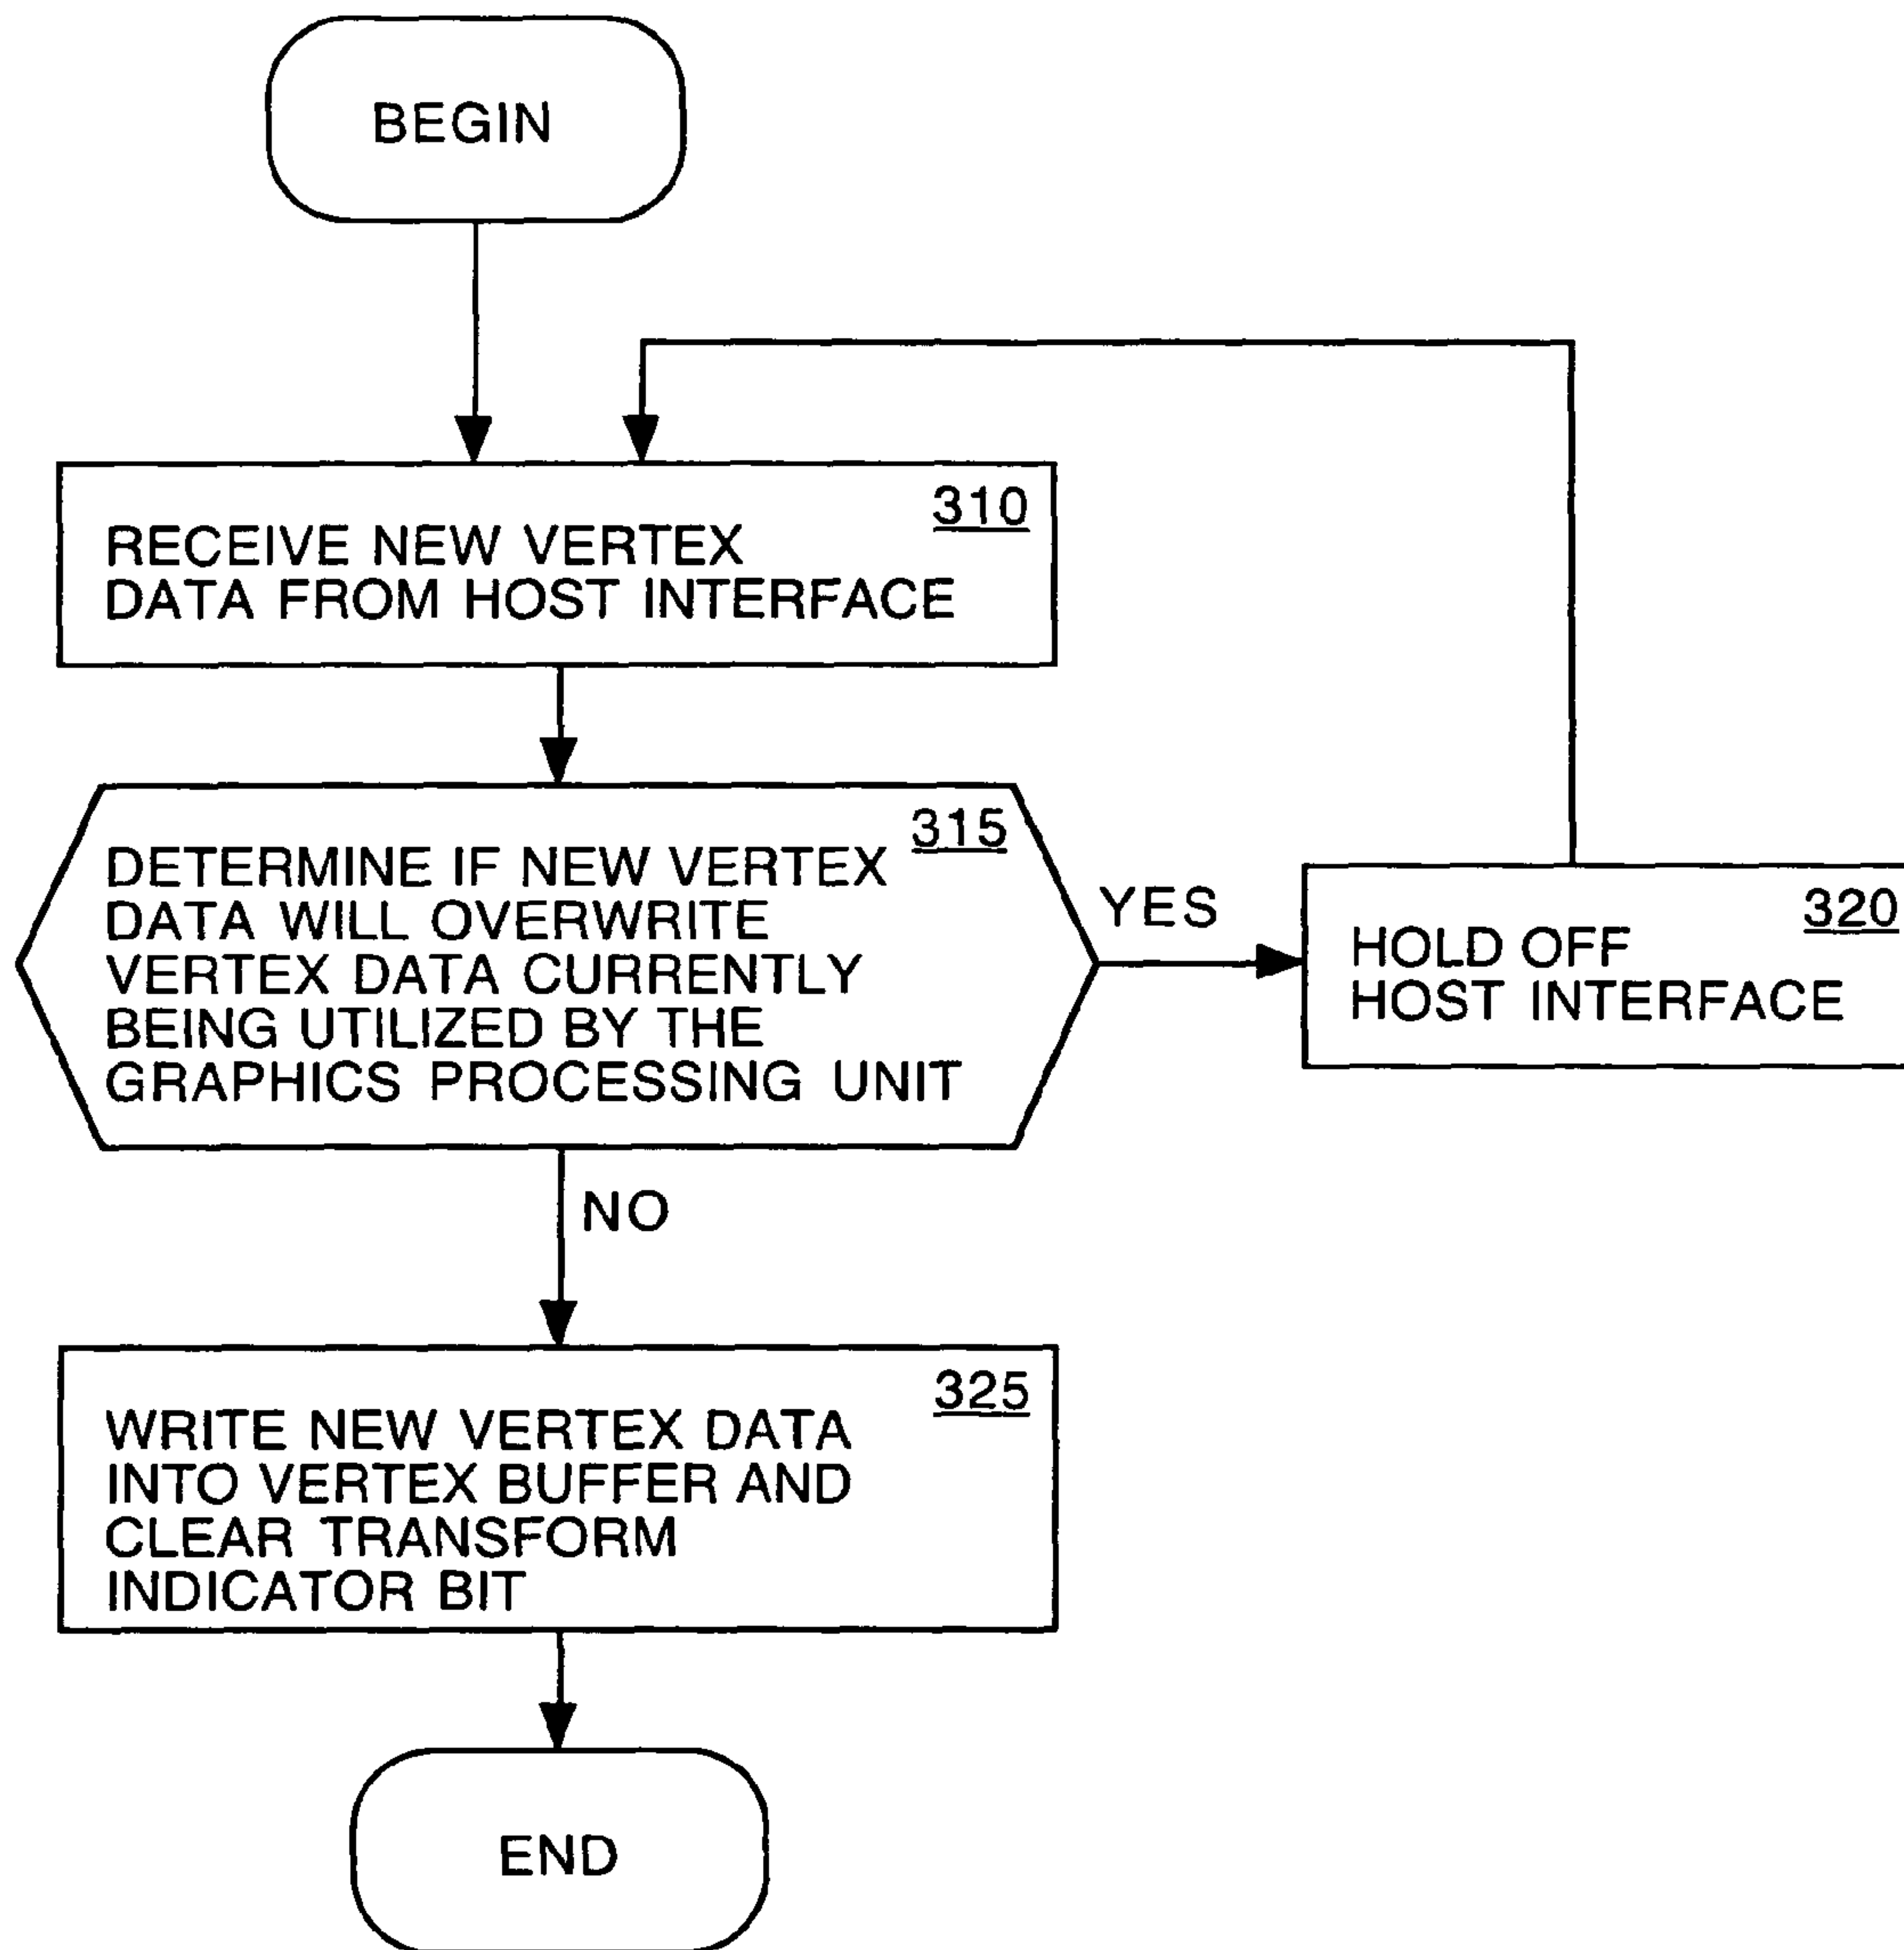 BEGIN
310
RECEIVE NEW VERTEX
DATA FROM HOST INTERFACE
315
DETERMINE IF NEW VERTEX
DATA WILL OVERWRITE
VERTEX DATA CURRENTLY
BEING UTILIZED BY THE
GRAPHICS PROCESSING UNIT
YES
320
HOLD OFF
HOST INTERFACE
NO
325
WRITE NEW VERTEX DATA
INTO VERTEX BUFFER AND
CLEAR TRANSFORM
INDICATOR BIT
END